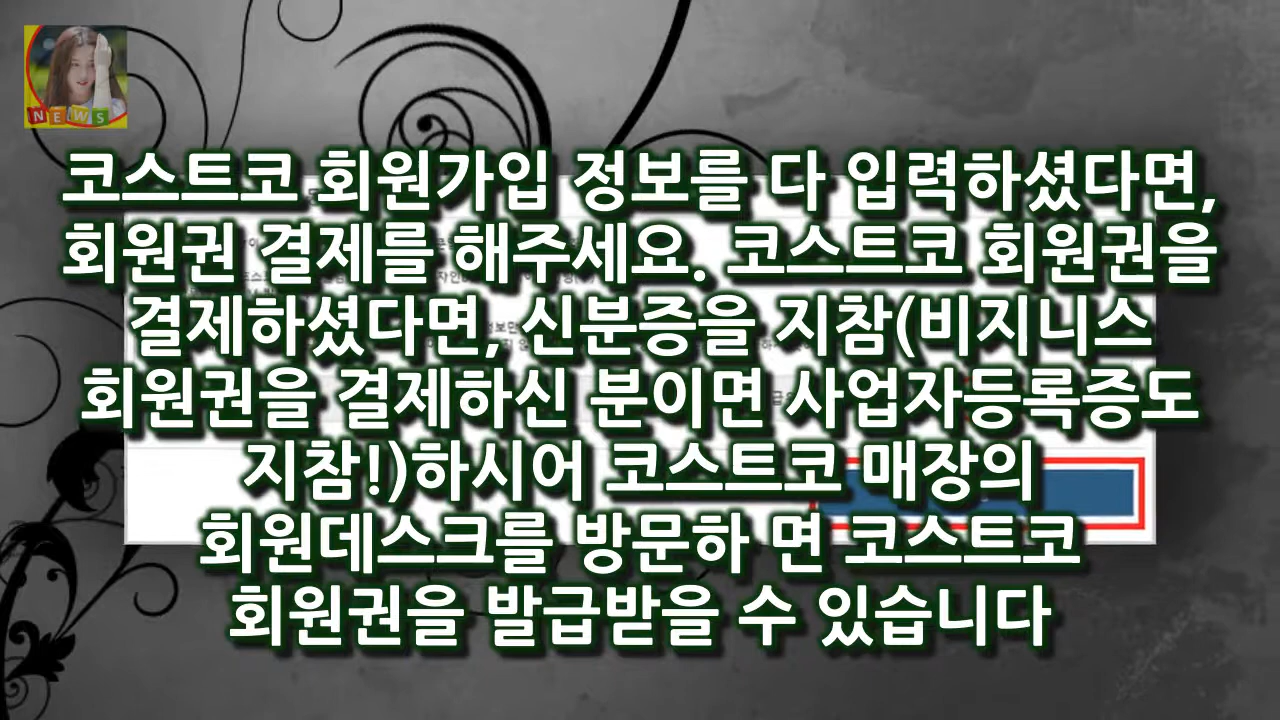 NEWS
코스트코 회원가입 정보를 다 입력하셨다면,
회원권 결제를 해주세요. 코스트코 회원권을
결제하셨다면, 신분증을 지참(비지니스
회원권을 결제하신 분이면 사업자등록증도
지참!)하시어 코스트코 매장의
회원데스크를 방문하 면 코스트코
회원권을 발급받을 수 있습니다